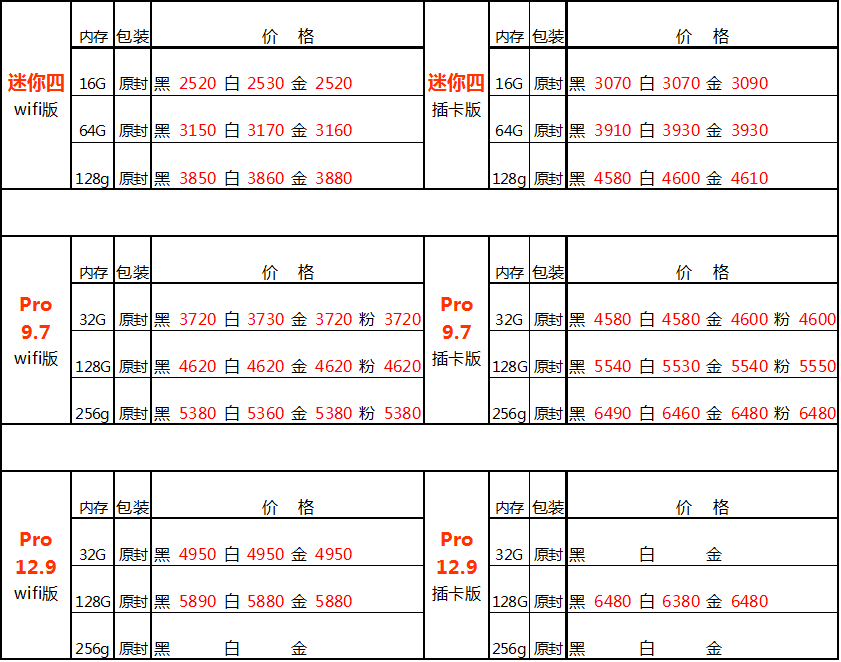 内存 包装 价 格 内存 包装 价 格
迷你四 16G 原封 黑 2520 白 2530 金 2520 迷你四 16G 原封 黑 3070 白 3070 金 3090
wifi版 插卡版
64G 原封 黑 3150 白 3170 金 3160 64G 原封 黑 3910 白 3930 金 3930
128g 原封 黑 3850 白 3860 金 3880 128g 原封 黑 4580 白 4600 金 4610
内存 包装 价 格 内存 包装 价 格
Pro Pro
32G 原封 黑 3720 白 3730 金 3720 粉 3720 32G 原封 黑 4580 白 4580 金 4600 粉 4600
9.7 9.7
wifi版 插卡版
128G 原封 黑 4620 白 4620 金 4620 粉 4620 128G 原封 黑 5540 白 5530 金 5540 粉 5550
256g 原封 黑 5380 白 5360 金 5380 粉 5380 256g 原封 黑 6490 白 6460 金 6480 粉 6480
内存 包装 价 格 内存 包装 价 格
Pro Pro
32G 原封 黑 4950 白 4950 金 4950 32G 原封 黑 白 金
12.9 12.9
wifi版 插卡版
128G 原封 黑 5890 白 5880 金 5880 128G 原封 黑 6480 白 6380 金 6480
256g 原封 黑 白 金 256g 原封 黑 白 金